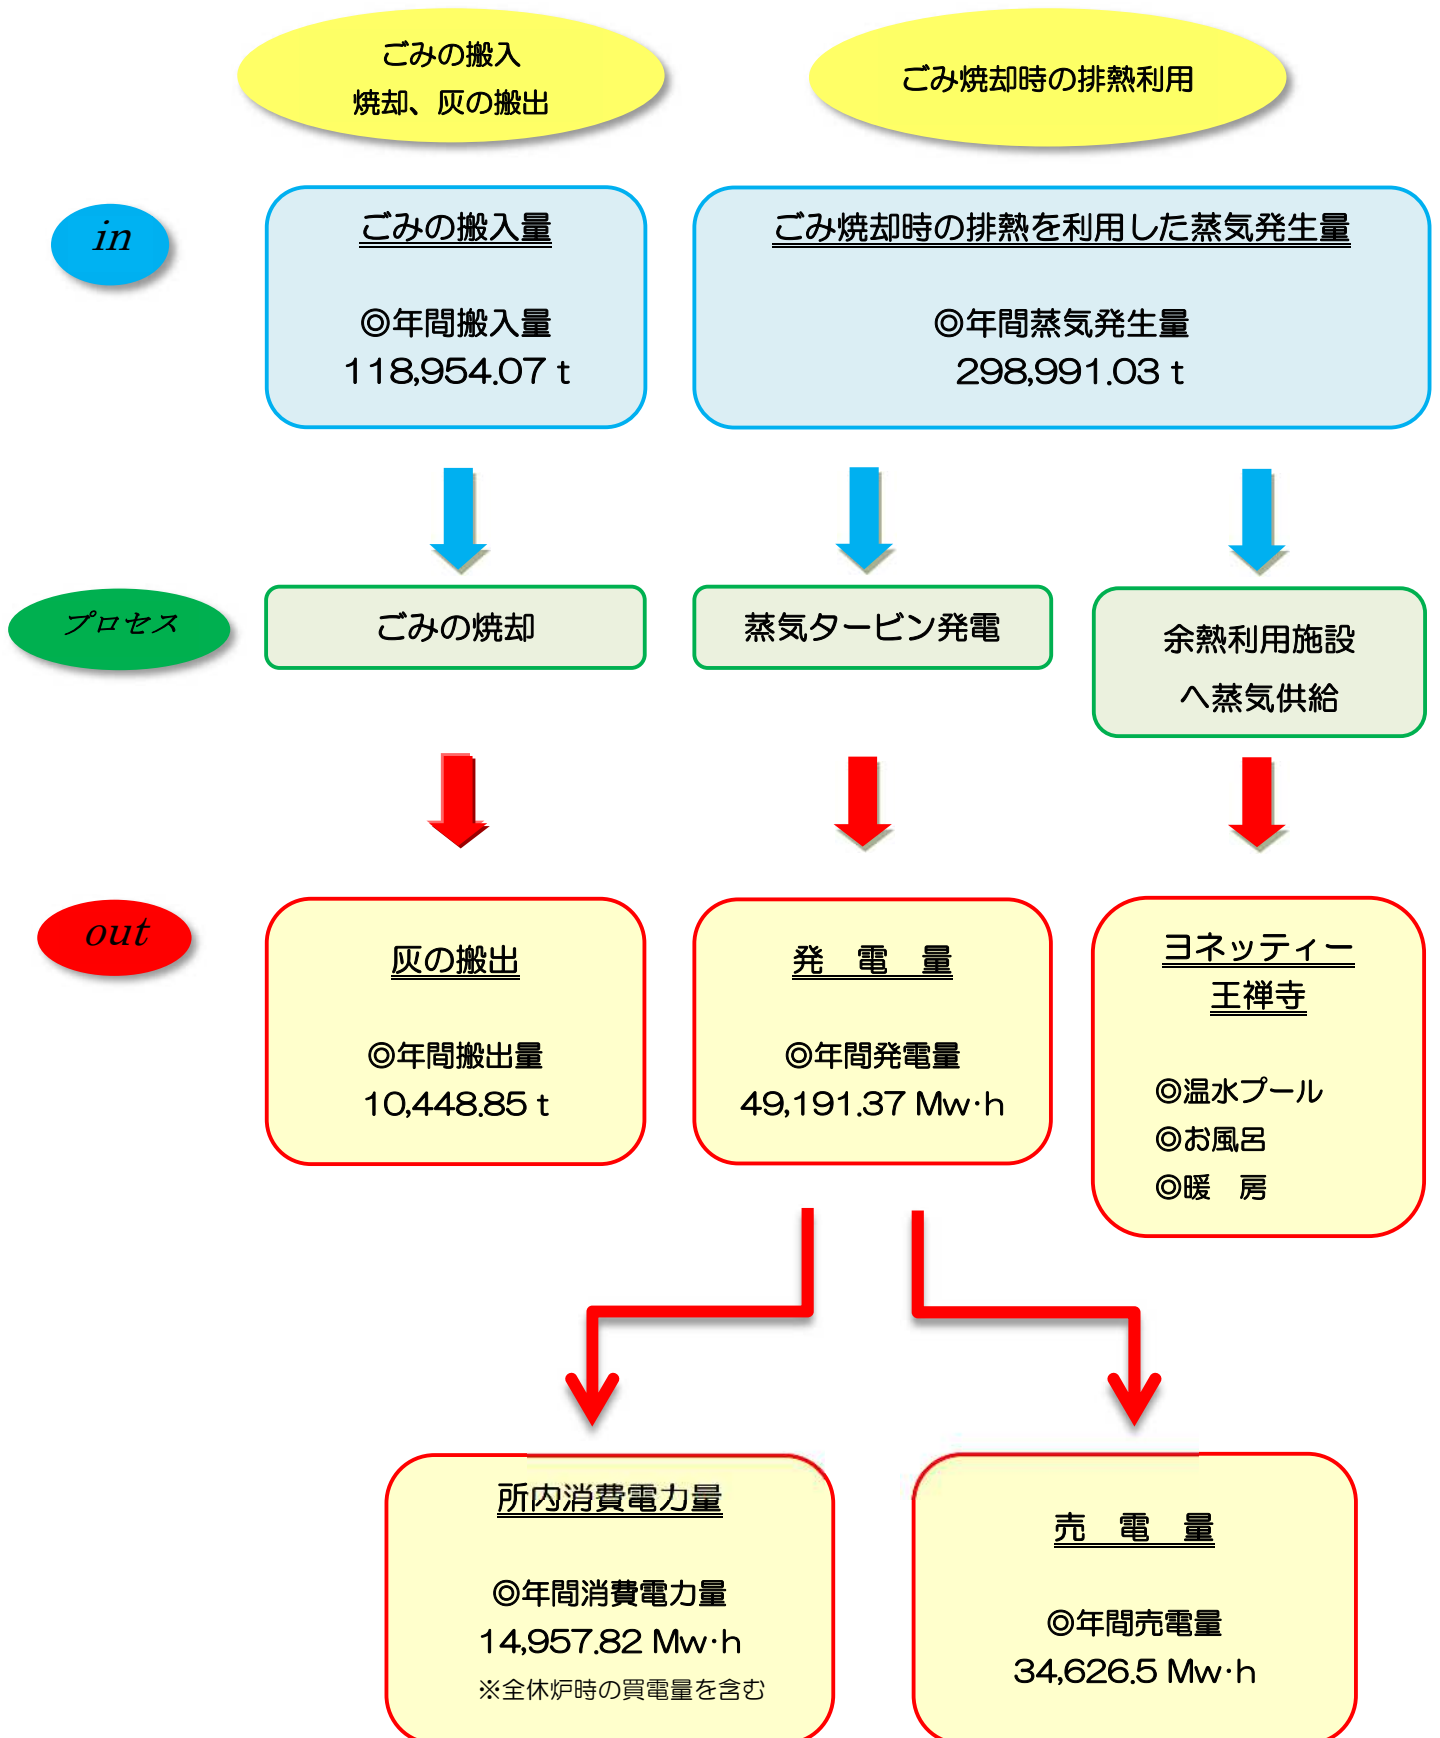 ごみの搬入
焼却、灰の搬出
ごみ焼却時の排熱利用
in
ごみの搬入量
◎年間搬入量
118,954.07 t
ごみ焼却時の排熱を利用した蒸気発生量
◎年間蒸気発生量
298,991.03 t
プロセス
ごみの焼却
蒸気タービン発電
余熱利用施設
へ蒸気供給
out
灰の搬出
◎年間搬出量
10,448.85 t
発　電　量
◎年間発電量
49,191.37 Mw･h
ヨネッティー
王禅寺
◎温水プール
◎お風呂
◎暖　房
所内消費電力量
◎年間消費電力量
14,957.82 Mw･h
※全休炉時の買電量を含む
売　電　量
◎年間売電量
34,626.5 Mw･h